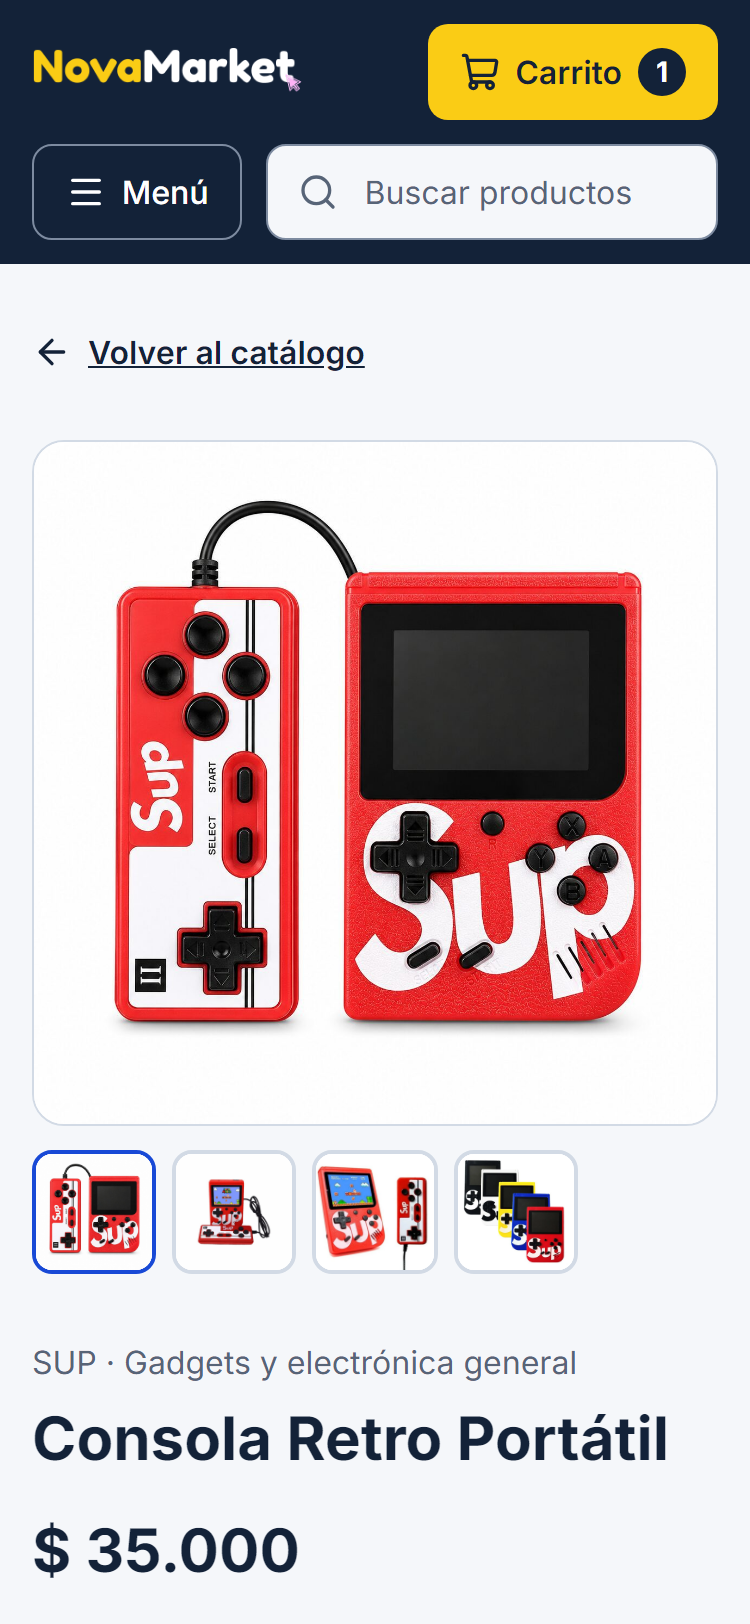 NovaMarket
Carrito 1
Menú
Buscar productos
Volver al catálogo
Sup
START
SELECT
II
X
Y
A
B
Sup
SUP · Gadgets y electrónica general
Consola Retro Portátil
$ 35.000